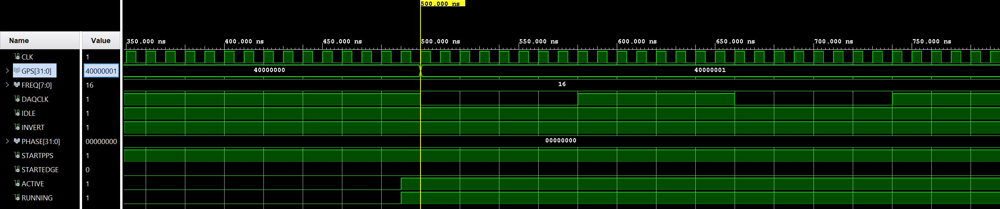 500.000 ns
Name Value
350.000 ns 400.000 ns 450.000 ns 500.000 ns 550.000 ns 600.000 ns 650.000 ns 700.000 ns 750.000 ns
CLK 1
GPS[31:0] 40000001 40000000 40000001
FREQ[7:0] 16 16
DAQCLK 1
IDLE 1
INVERT 1
PHASE[31:0] 00000000 00000000
STARTPPS 1
STARTEDGE 0
ACTIVE 1
RUNNING 1